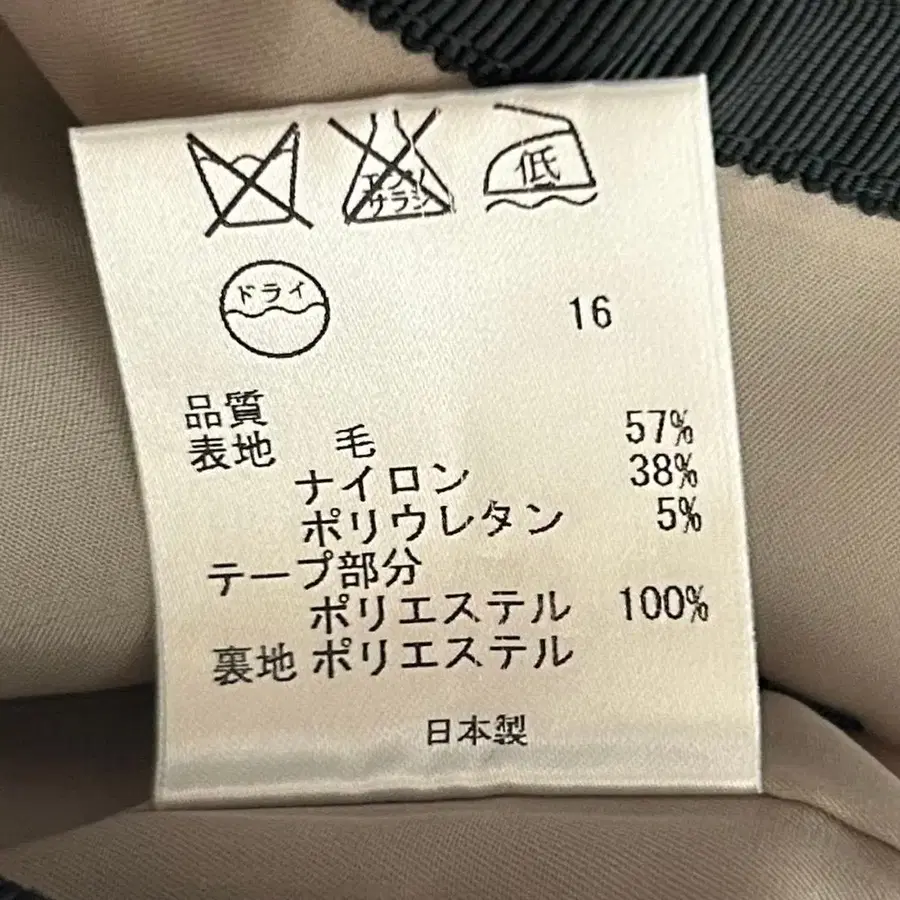 エンソ
サラシ
低
ドライ
16
品質
表地 毛 57%
ナイロン 38%
ポリウレタン 5%
テープ部分
ポリエステル 100%
裏地 ポリエステル
日本製